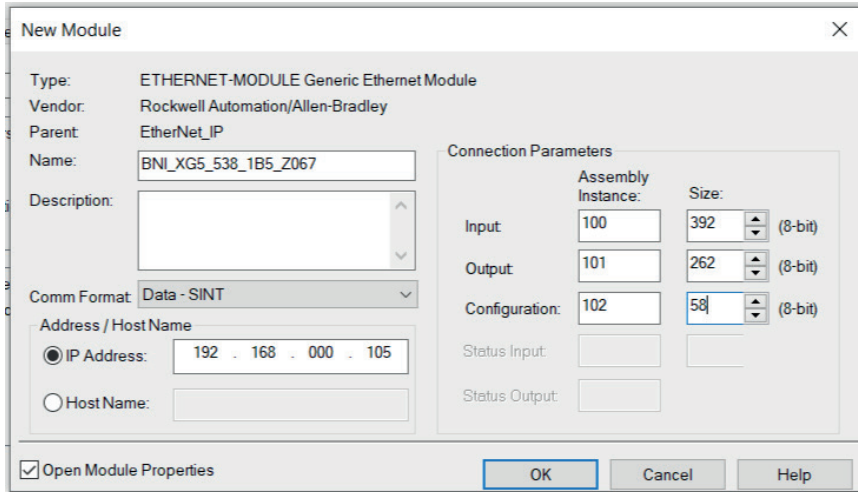 New Module
Type: ETHERNET-MODULE Generic Ethernet Module
Vendor: Rockwell Automation/Allen-Bradley
Parent: EtherNet_IP
Name: BNI_XG5_538_1B5_Z067
Description:
Comm Format: Data - SINT
Address / Host Name
IP Address: 192 . 168 . 000 . 105
Host Name:
Connection Parameters
Assembly Instance: Size:
Input: 100 392 (8-bit)
Output: 101 262 (8-bit)
Configuration: 102 58 (8-bit)
Status Input:
Status Output:
Open Module Properties
OK Cancel Help